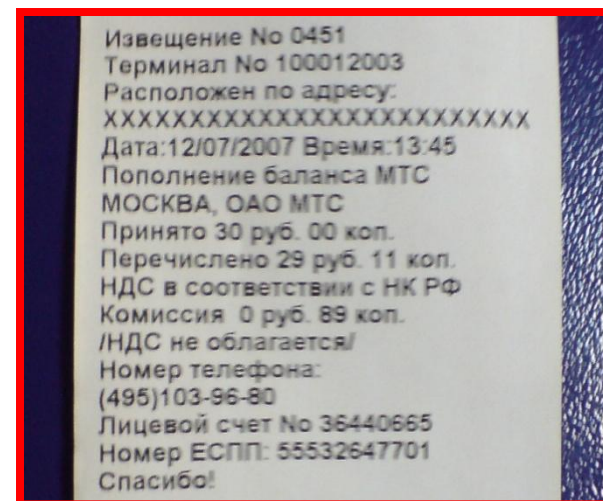 Извещение No 0451
Терминал No 100012003
Расположен по адресу:
XXXXXXXXXXXXXXXXXXXXXXXXX
Дата:12/07/2007 Время:13:45
Пополнение баланса МТС
МОСКВА, ОАО МТС
Принято 30 руб. 00 коп.
Перечислено 29 руб. 11 коп.
НДС в соответствии с НК РФ
Комиссия 0 руб. 89 коп.
/НДС не облагается/
Номер телефона:
(495)103-96-80
Лицевой счет No 36440665
Номер ЕСПП: 55532647701
Спасибо!